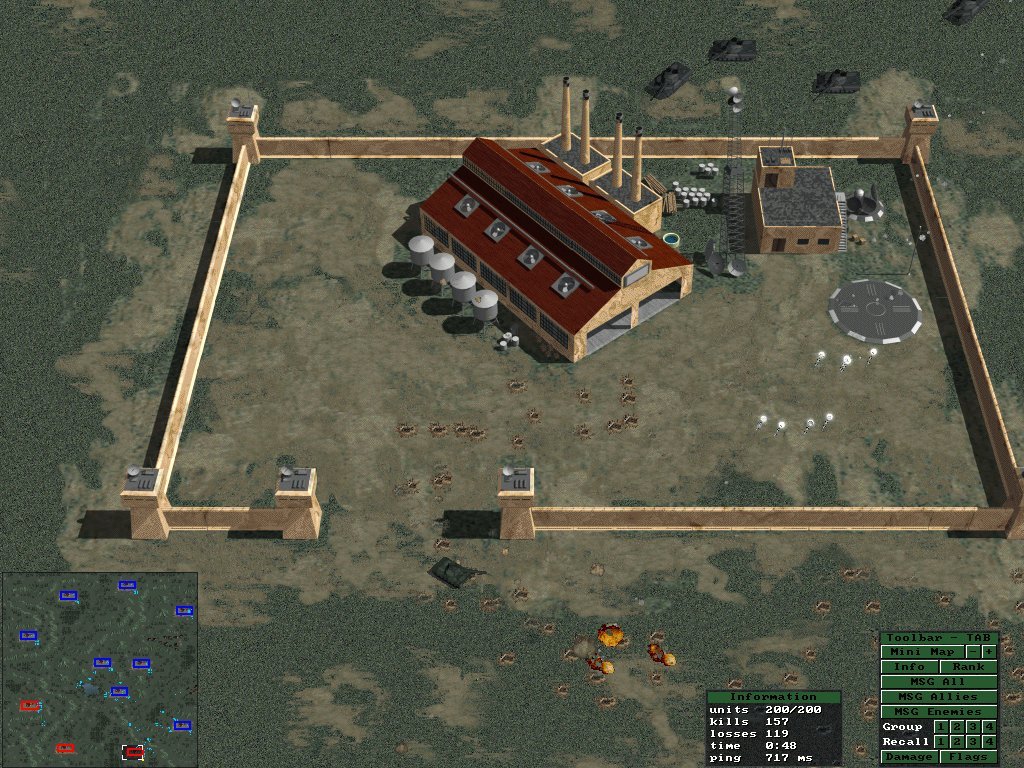 Toolbar - TAB
Mini Map - +
Info Rank
MSG All
MSG Allies
MSG Enemies
Group 1 2 3 4
Recall 1 2 3 4
Damage Flags
Information
units 200/200
kills 157
losses 119
time 0:48
ping 717 ms